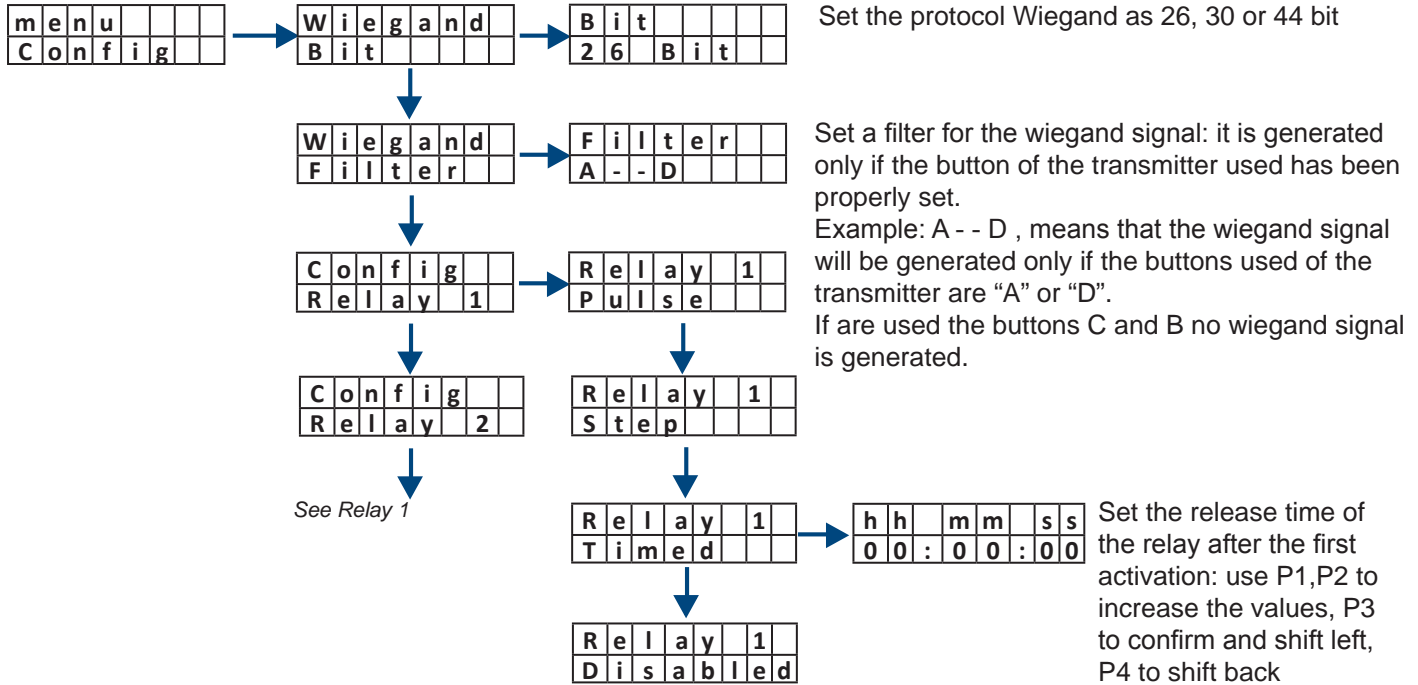 menu
Config
Wiegand
Bit
Bit
26 Bit
Set the protocol Wiegand as 26, 30 or 44 bit
Wiegand
Filter
Filter
A--D
Set a filter for the wiegand signal: it is generated
only if the button of the transmitter used has been
properly set.
Example: A - - D , means that the wiegand signal
will be generated only if the buttons used of the
transmitter are “A” or “D”.
If are used the buttons C and B no wiegand signal
is generated.
Config
Relay 1
Relay 1
Pulse
Config
Relay 2
Relay 1
Step
See Relay 1
Relay 1
Timed
hh mm ss
00:00:00
Set the release time of
the relay after the first
activation: use P1,P2 to
increase the values, P3
to confirm and shift left,
P4 to shift back
Relay 1
Disabled